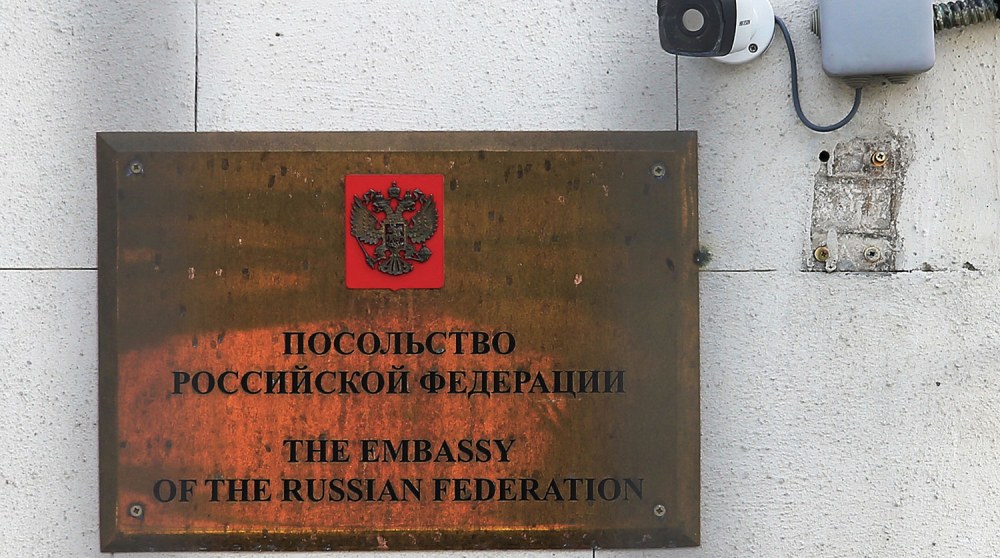 ПОСОЛЬСТВО
РОССИЙСКОЙ ФЕДЕРАЦИИ
THE EMBASSY
OF THE RUSSIAN FEDERATION